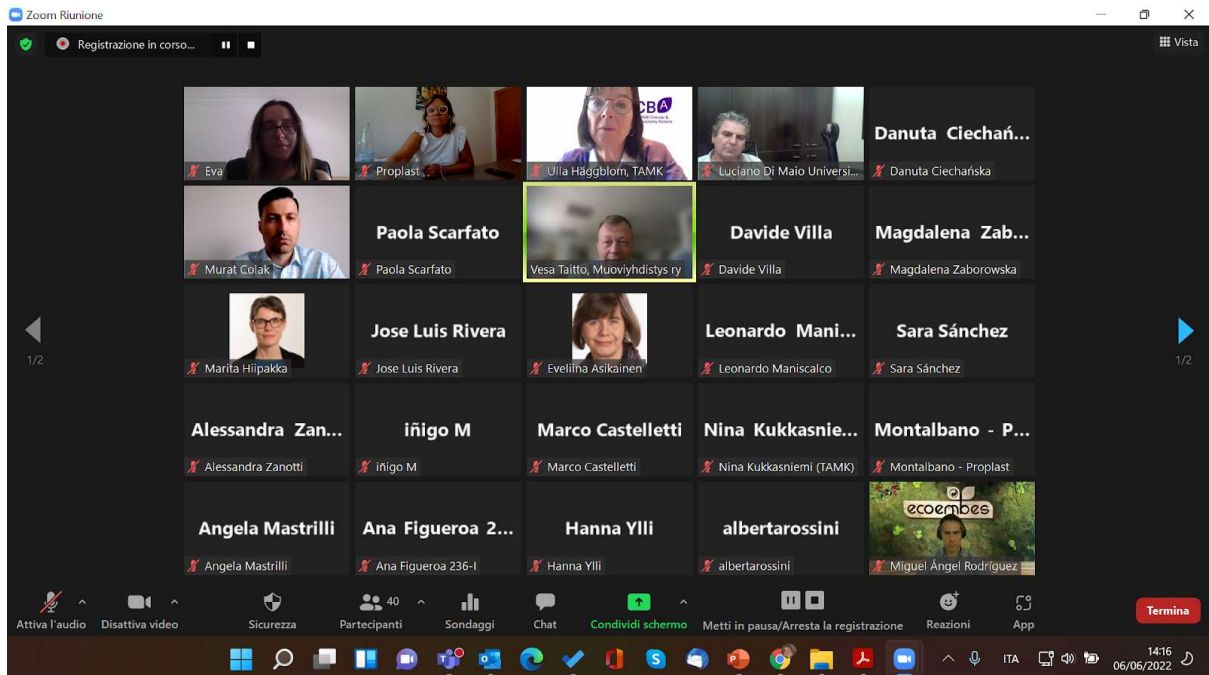 Zoom Riunione
Registrazione in corso...
Vista
CBA
Eva
Proplast
Ulla Häggblom, TAMK
Luciano Di Maio Universi...
Danuta Ciechań...
Danuta Ciechańska
Murat Colak
Paola Scarfato
Paola Scarfato
Vesa Taitto, Muoviyhdistys ry
Davide Villa
Davide Villa
Magdalena Zab...
Magdalena Zaborowska
1/2
Marita Hiipakka
Jose Luis Rivera
Jose Luis Rivera
Eveliina Asikainen
Leonardo Mani...
Leonardo Maniscalco
Sara Sánchez
Sara Sánchez
1/2
Alessandra Zan...
Alessandra Zanotti
iñigo M
iñigo M
Marco Castelletti
Marco Castelletti
Nina Kukkasnie...
Nina Kukkasniemi (TAMK)
Montalbano - P...
Montalbano - Proplast
Angela Mastrilli
Angela Mastrilli
Ana Figueroa 2...
Ana Figueroa 236-I
Hanna Ylli
Hanna Ylli
albertarossini
albertarossini
ecoembes
Miguel Ángel Rodríguez
Attiva l'audio
Disattiva video
Sicurezza
40
Partecipanti
Sondaggi
Chat
Condividi schermo
Metti in pausa/Arresta la registrazione
Reazioni
App
Termina
ITA
14:16
06/06/2022